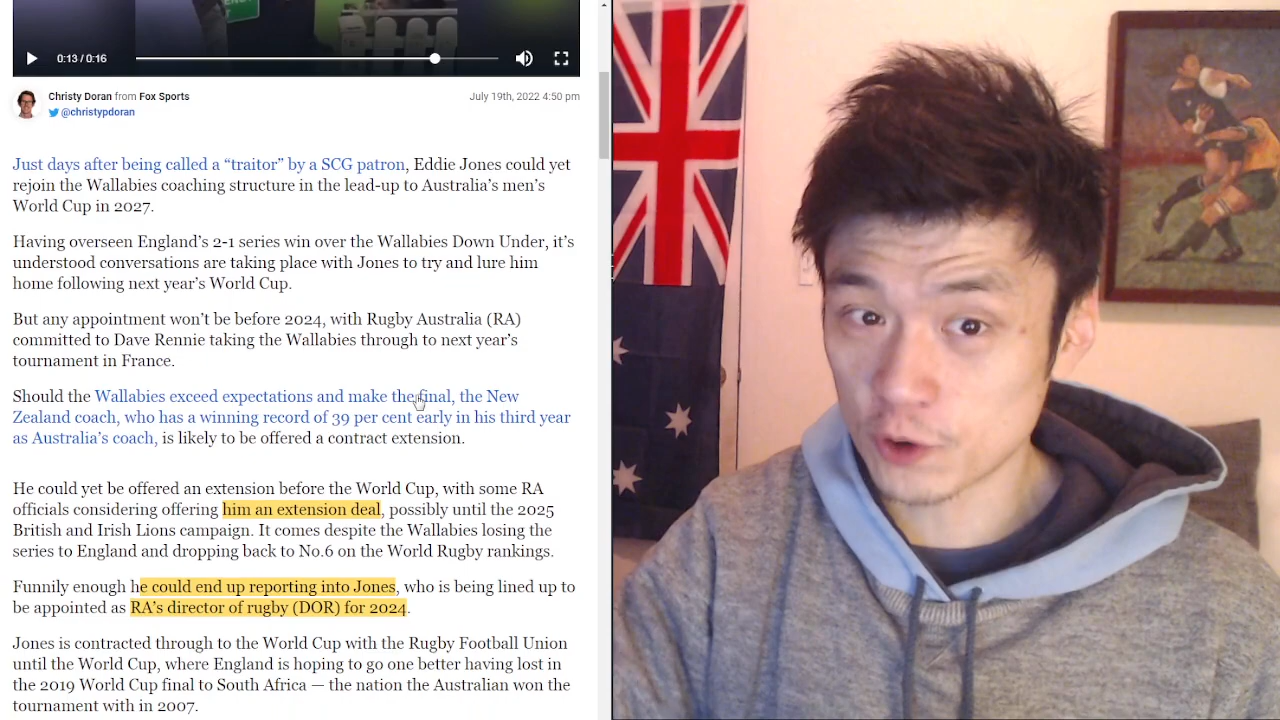 0:13 / 0:16
Christy Doran from Fox Sports
July 19th, 2022 4:50 pm
@christypdoran
Just days after being called a “traitor” by a SCG patron, Eddie Jones could yet
rejoin the Wallabies coaching structure in the lead-up to Australia’s men’s
World Cup in 2027.
Having overseen England’s 2-1 series win over the Wallabies Down Under, it’s
understood conversations are taking place with Jones to try and lure him
home following next year’s World Cup.
But any appointment won’t be before 2024, with Rugby Australia (RA)
committed to Dave Rennie taking the Wallabies through to next year’s
tournament in France.
Should the Wallabies exceed expectations and make the final, the New
Zealand coach, who has a winning record of 39 per cent early in his third year
as Australia’s coach, is likely to be offered a contract extension.
He could yet be offered an extension before the World Cup, with some RA
officials considering offering him an extension deal, possibly until the 2025
British and Irish Lions campaign. It comes despite the Wallabies losing the
series to England and dropping back to No.6 on the World Rugby rankings.
Funnily enough he could end up reporting into Jones, who is being lined up to
be appointed as RA’s director of rugby (DOR) for 2024.
Jones is contracted through to the World Cup with the Rugby Football Union
until the World Cup, where England is hoping to go one better having lost in
the 2019 World Cup final to South Africa — the nation the Australian won the
tournament with in 2007.